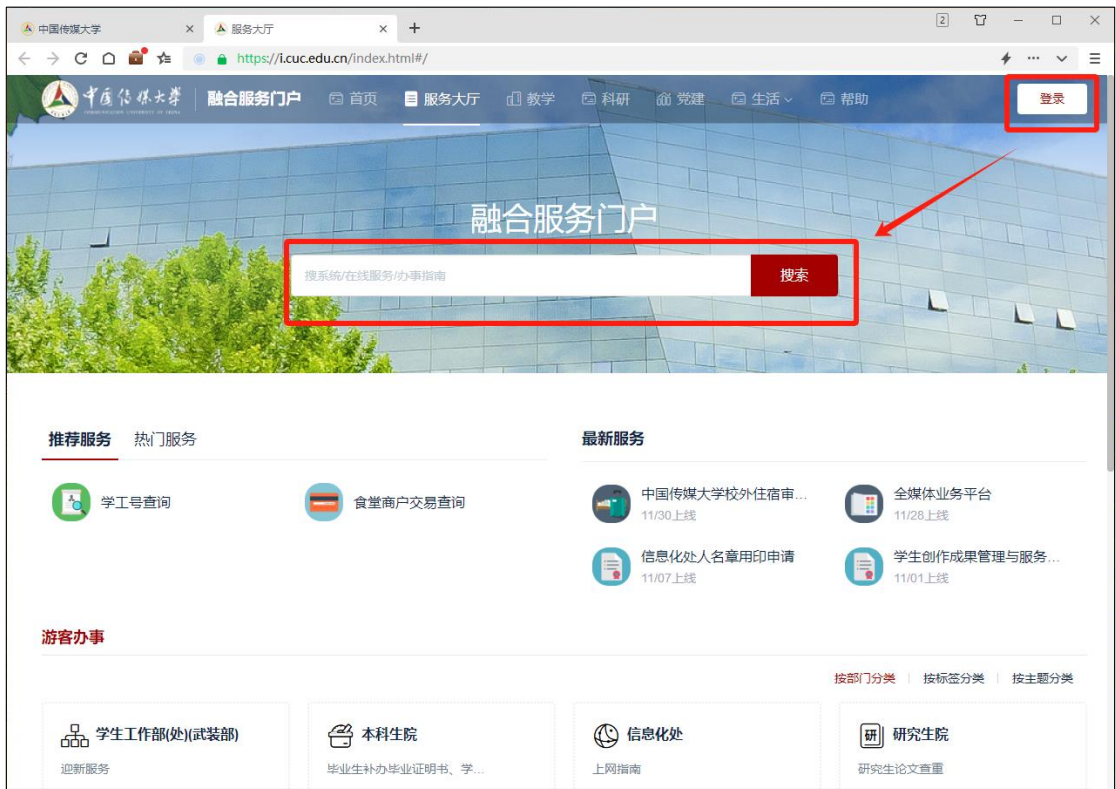 中国传媒大学
服务大厅
2
https://i.cuc.edu.cn/index.html#/
中国传媒大学 融合服务门户 首页 服务大厅 教学 科研 党建 生活 帮助 登录
融合服务门户
搜系统/在线服务/办事指南 搜索
推荐服务 热门服务
最新服务
学工号查询
食堂商户交易查询
中国传媒大学校外住宿审...
11/30上线
全媒体业务平台
11/28上线
信息化处人名章用印申请
11/07上线
学生创作成果管理与服务...
11/01上线
游客办事
按部门分类 按标签分类 按主题分类
学生工作部(处)(武装部)
迎新服务
本科生院
毕业生补办毕业证明书、学...
信息化处
上网指南
研 研究生院
研究生论文查重